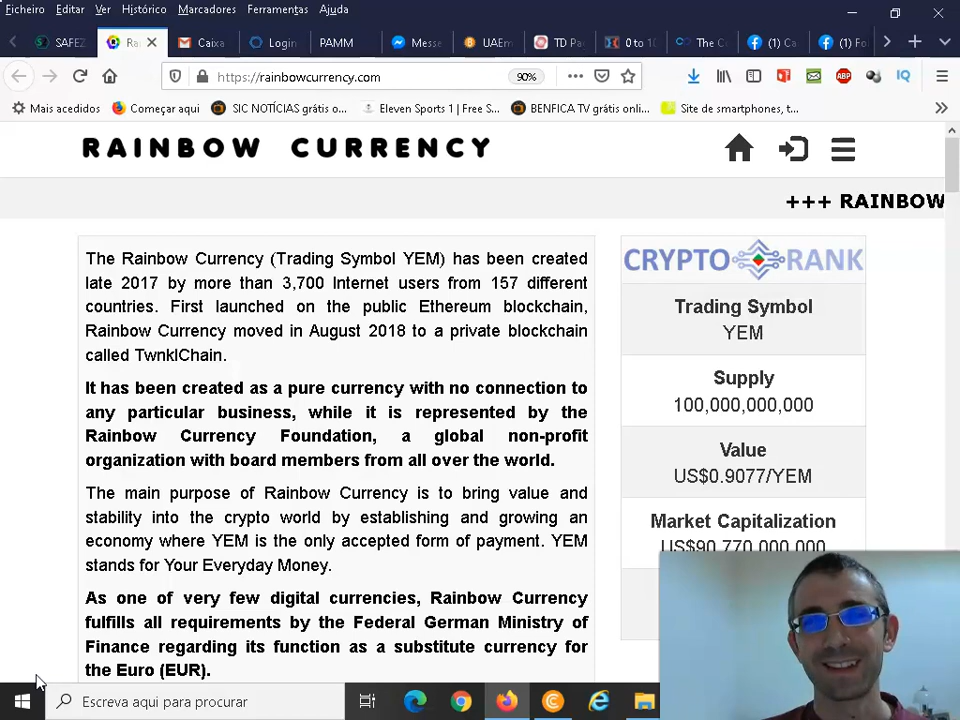 Ficheiro Editar Ver Histórico Marcadores Ferramentas Ajuda
SAFEZ Ra Caixa Login PAMM Messe UAEm TD Pa 0 to 1 The C (1) Ca (1) Fo
https://rainbowcurrency.com 90% ABP IQ
Mais acedidos Começar aqui SIC NOTÍCIAS grátis o... Eleven Sports 1 | Free S... BENFICA TV grátis onli... Site de smartphones, t...
RAINBOW CURRENCY
+++ RAINBOW
The Rainbow Currency (Trading Symbol YEM) has been created
late 2017 by more than 3,700 Internet users from 157 different
countries. First launched on the public Ethereum blockchain,
Rainbow Currency moved in August 2018 to a private blockchain
called TwnklChain.
It has been created as a pure currency with no connection to
any particular business, while it is represented by the
Rainbow Currency Foundation, a global non-profit
organization with board members from all over the world.
The main purpose of Rainbow Currency is to bring value and
stability into the crypto world by establishing and growing an
economy where YEM is the only accepted form of payment. YEM
stands for Your Everyday Money.
As one of very few digital currencies, Rainbow Currency
fulfills all requirements by the Federal German Ministry of
Finance regarding its function as a substitute currency for
the Euro (EUR).
CRYPTO RANK
Trading Symbol
YEM
Supply
100,000,000,000
Value
US$0.9077/YEM
Market Capitalization
US$90,770,000,000
Escreva aqui para procurar